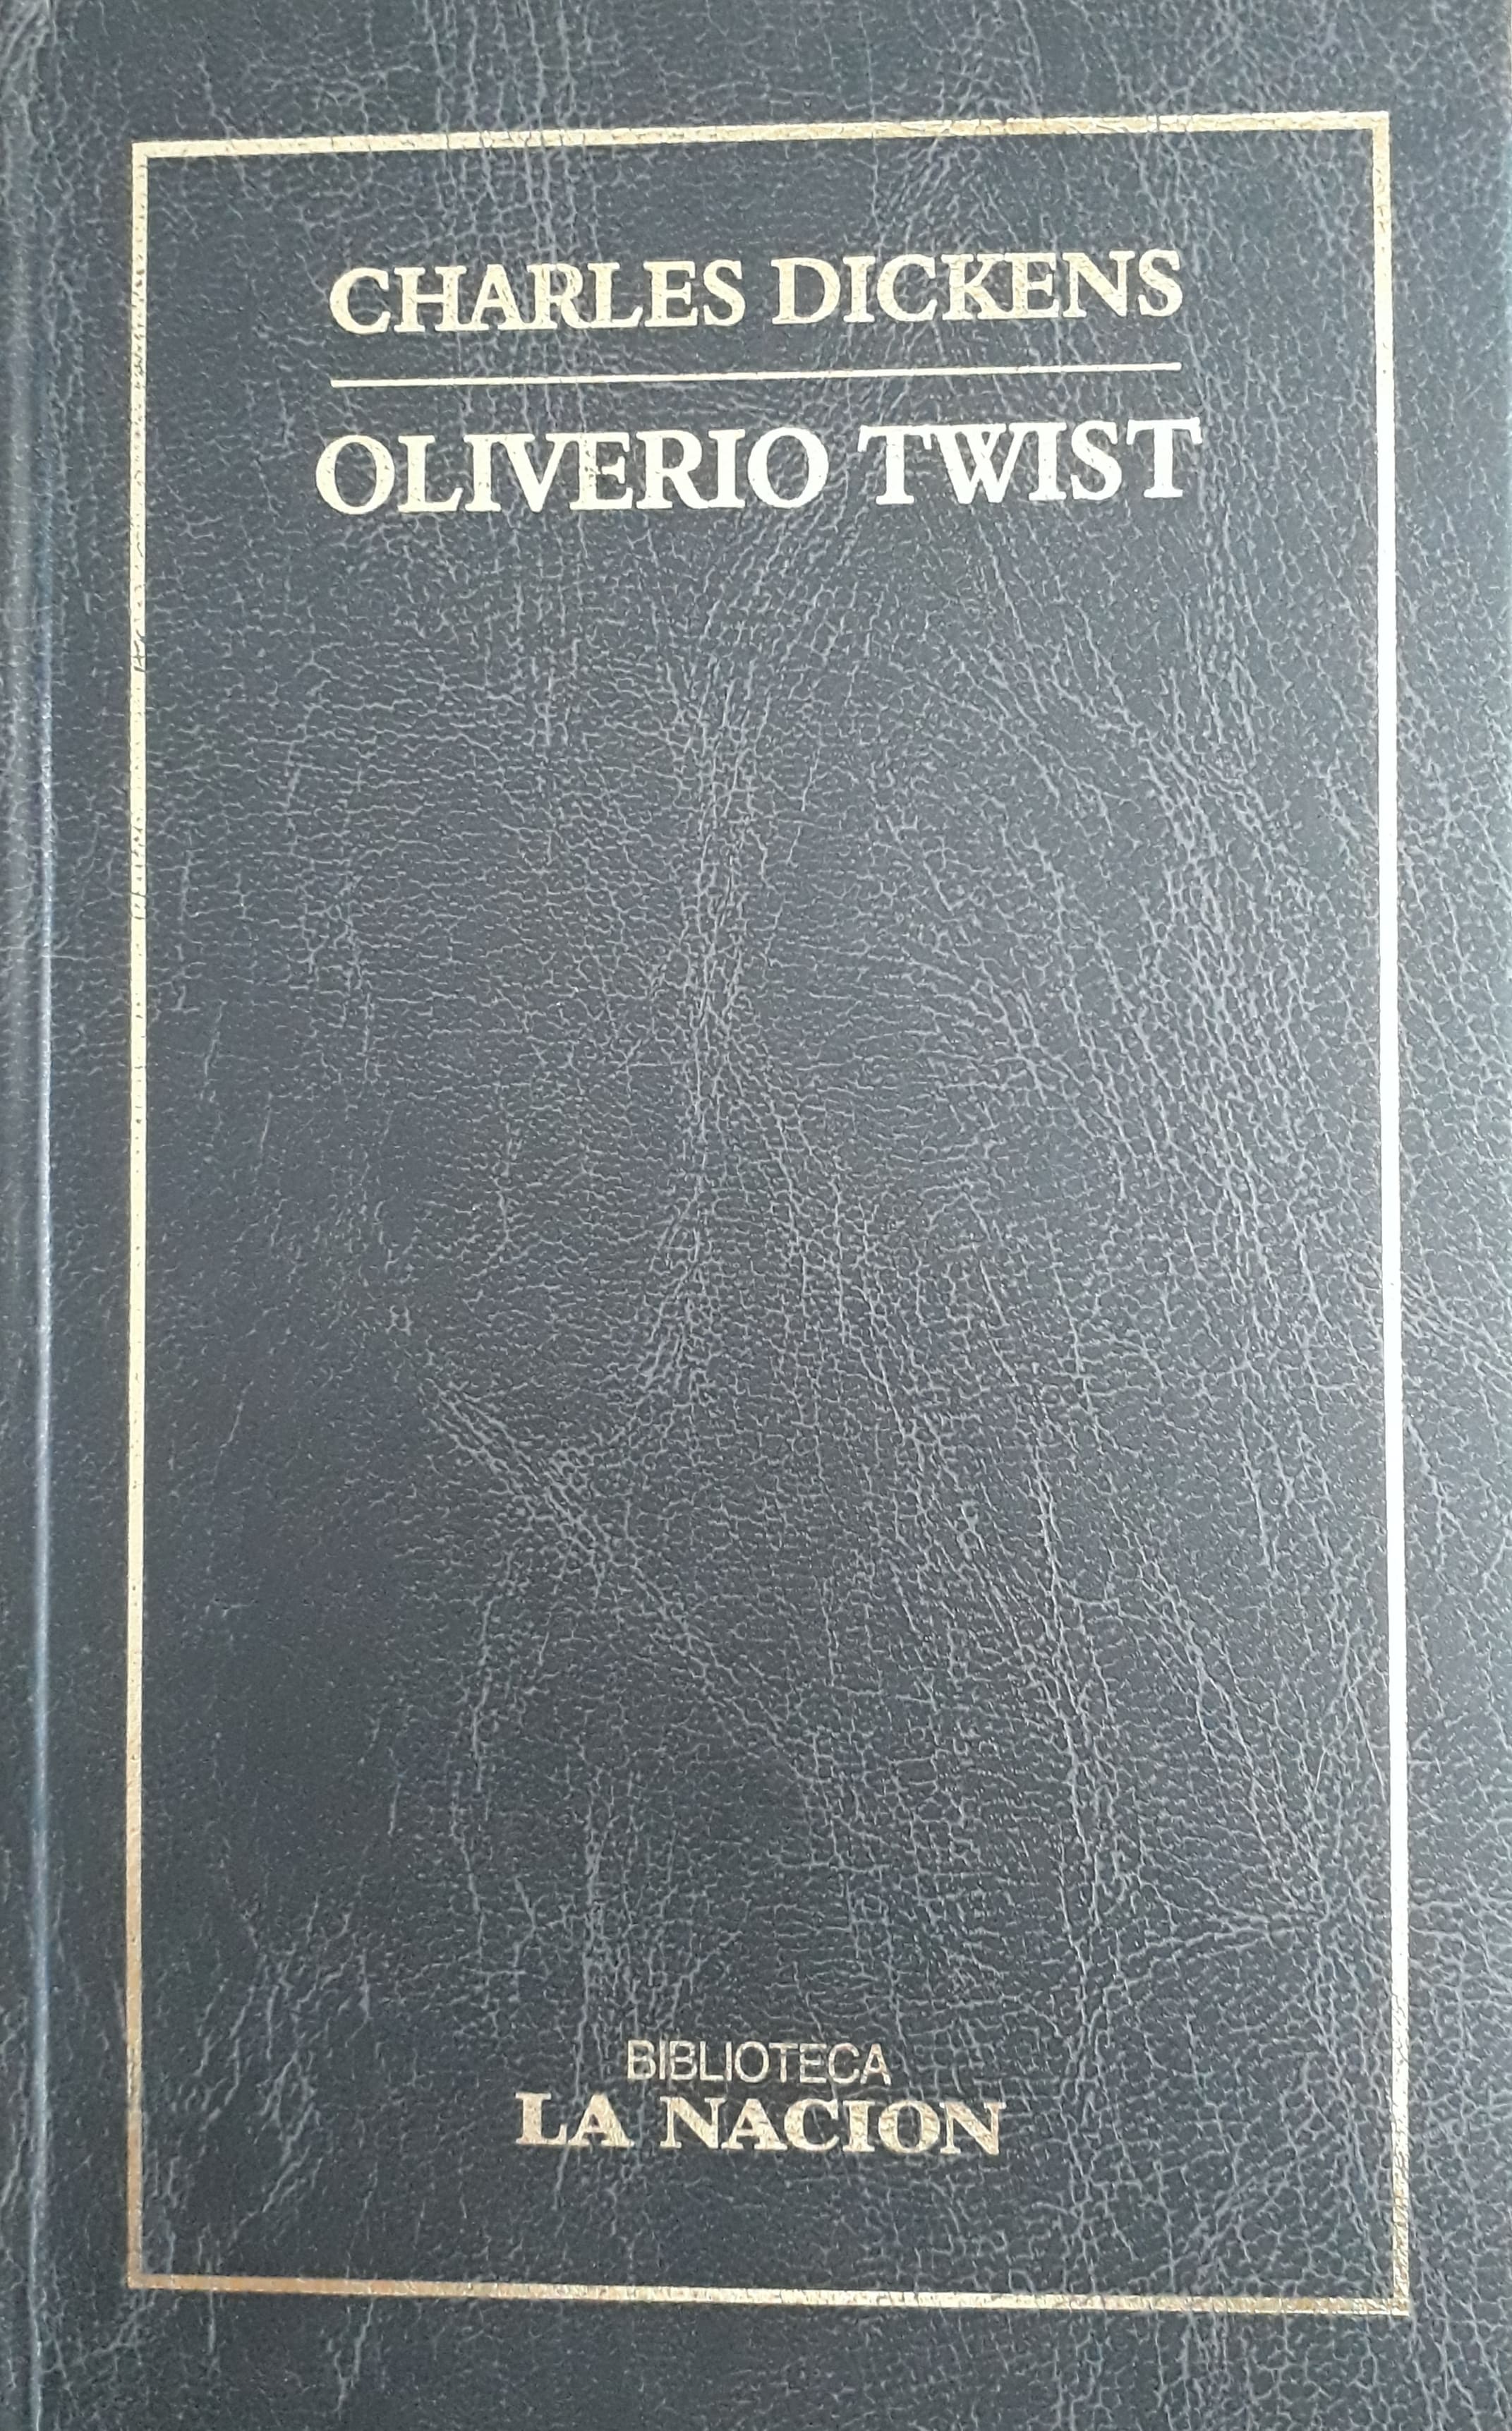 CHARLES DICKENS
OLIVERIO TWIST
BIBLIOTECA
LA NACION